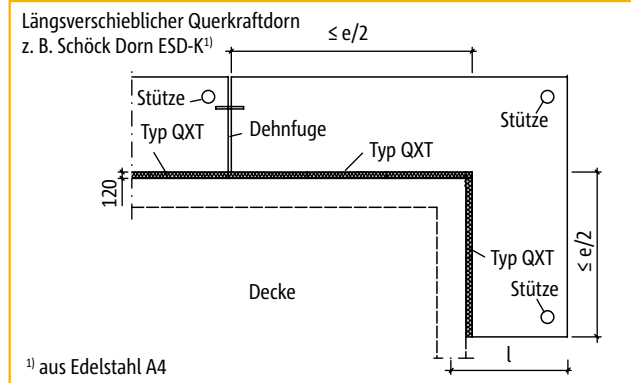 Längsverschieblicher Querkraftdorn
z. B. Schöck Dorn ESD-K¹⁾
≤ e/2
Stütze
Stütze
Dehnfuge
Typ QXT
Typ QXT
120
Typ QXT
≤ e/2
Decke
Stütze
l
¹⁾ aus Edelstahl A4